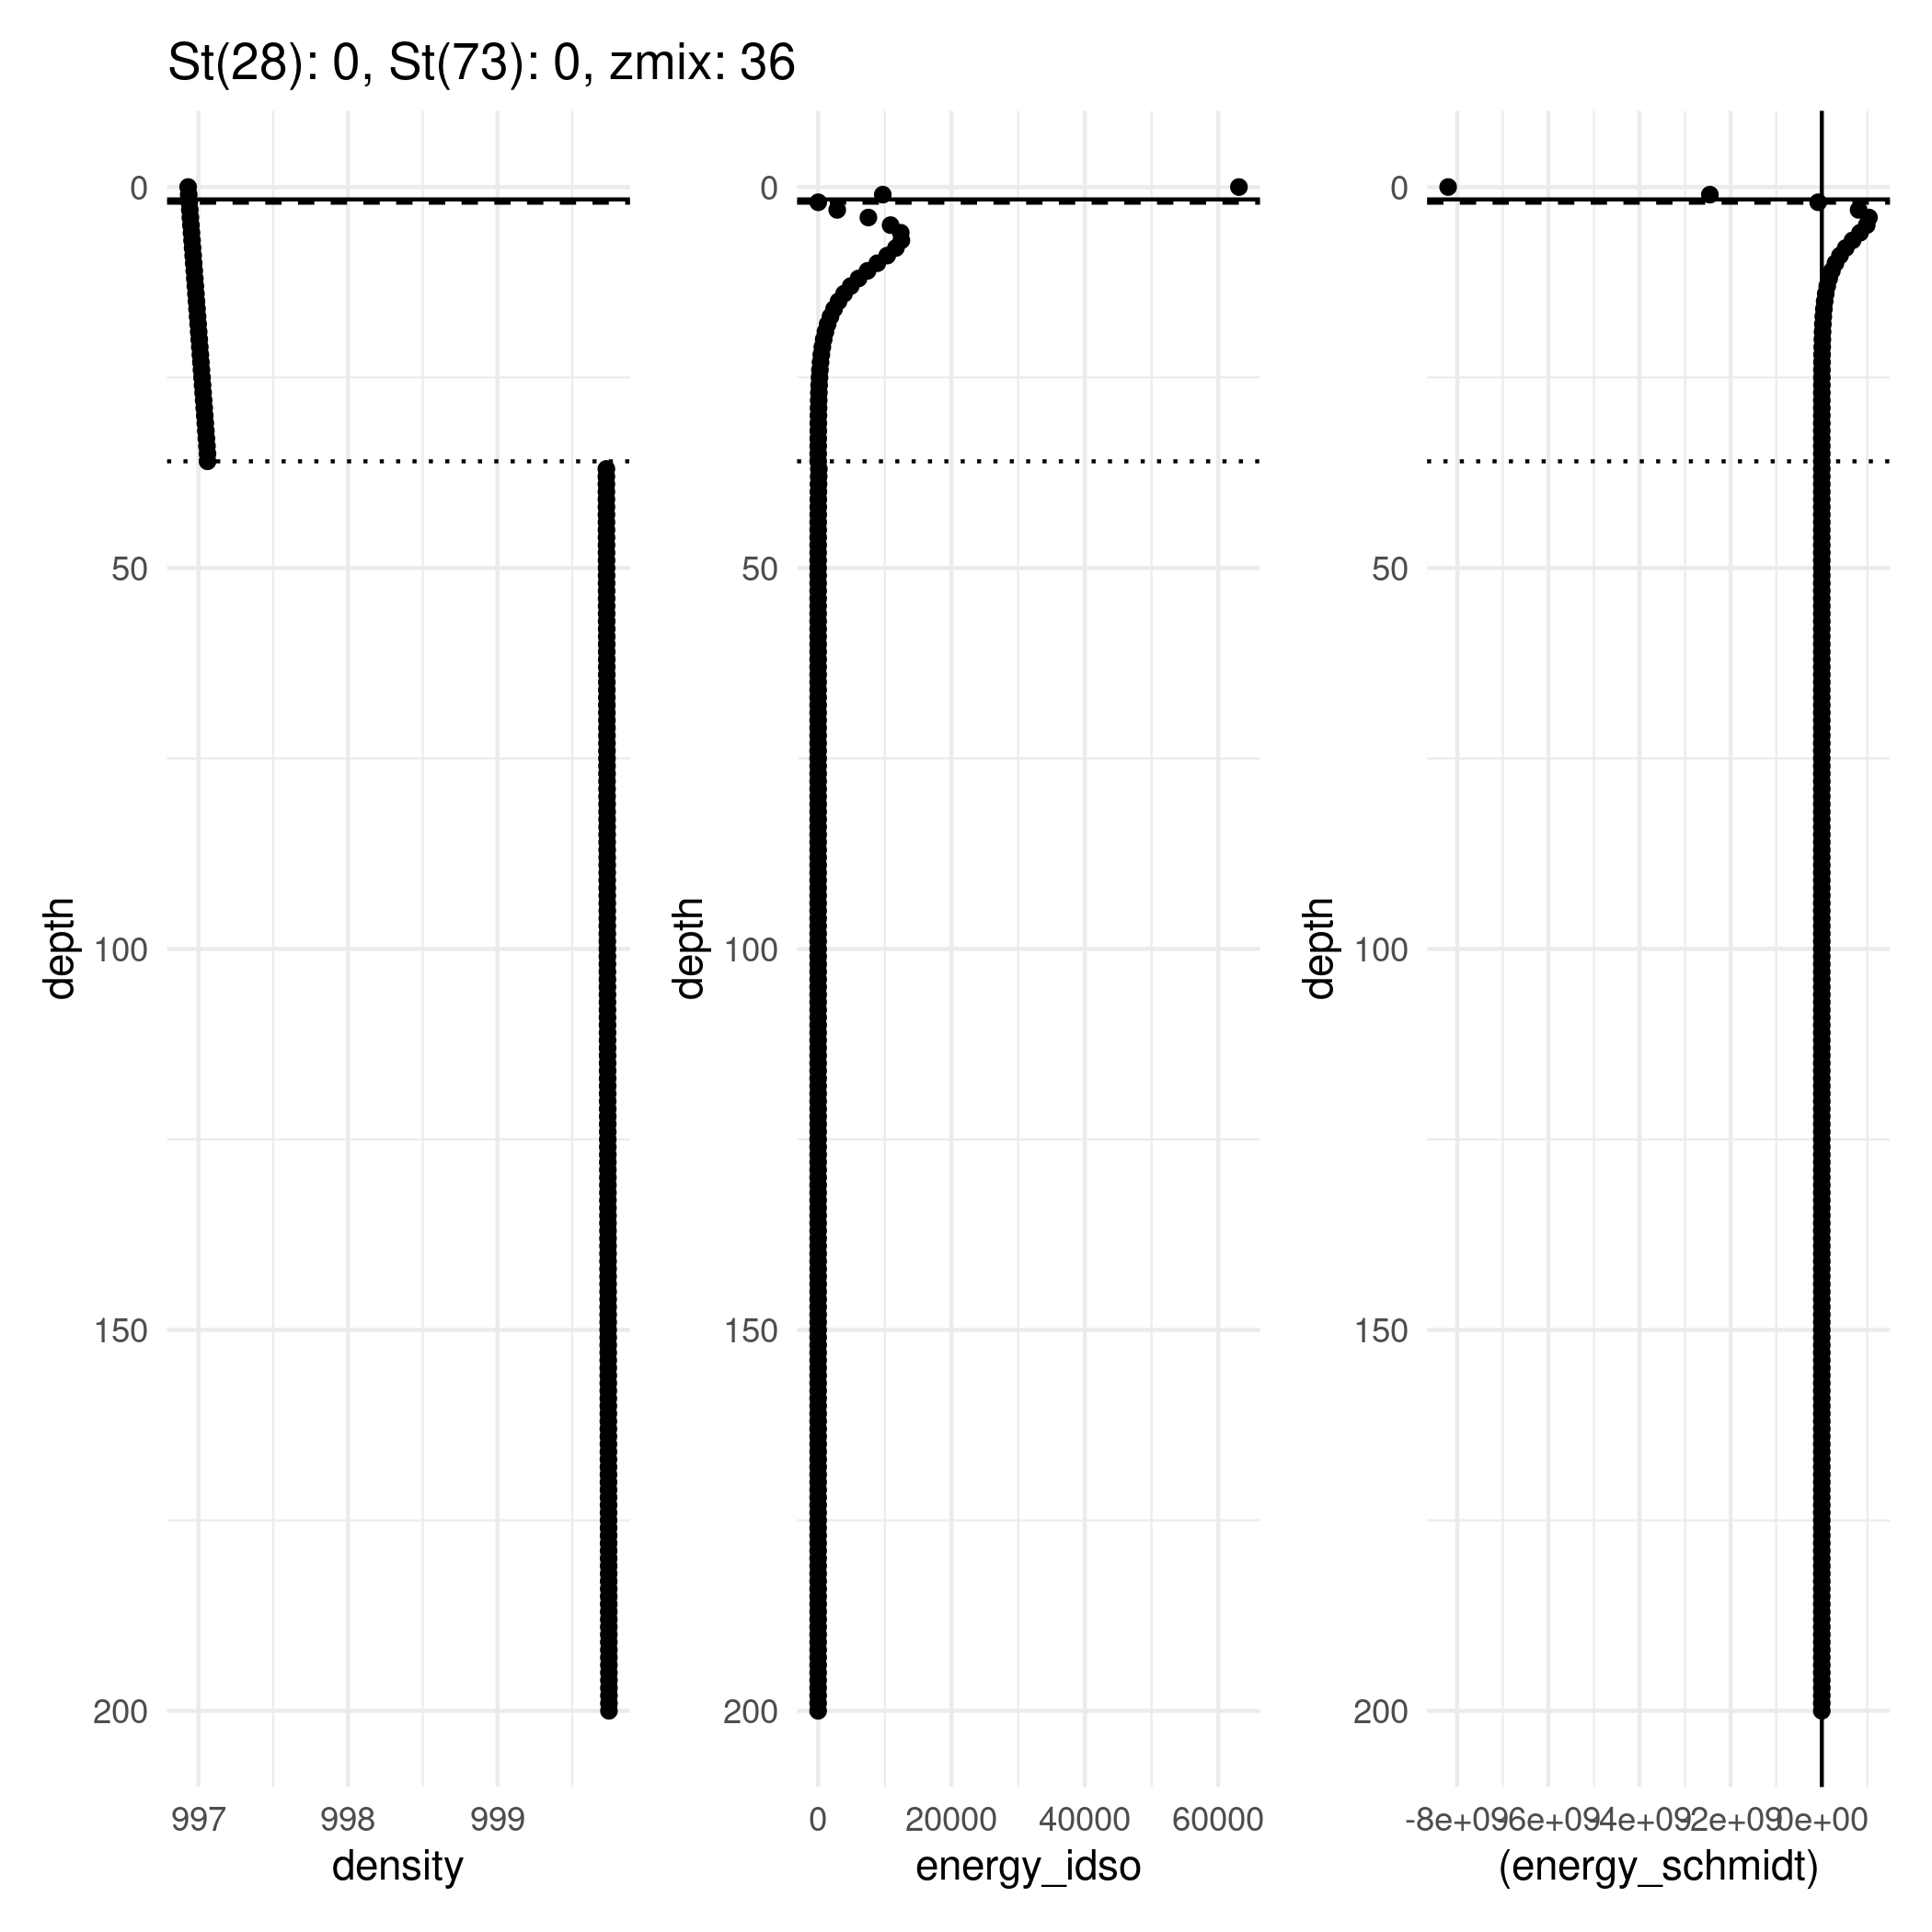 St(28): 0, St(73): 0, zmix: 36
0
50
100
150
200
depth
997
998
999
density
0
50
100
150
200
depth
0
20000
40000
60000
energy_idso
0
50
100
150
200
depth
-8e+09
-6e+09
-4e+09
-2e+09
0e+00
(energy_schmidt)